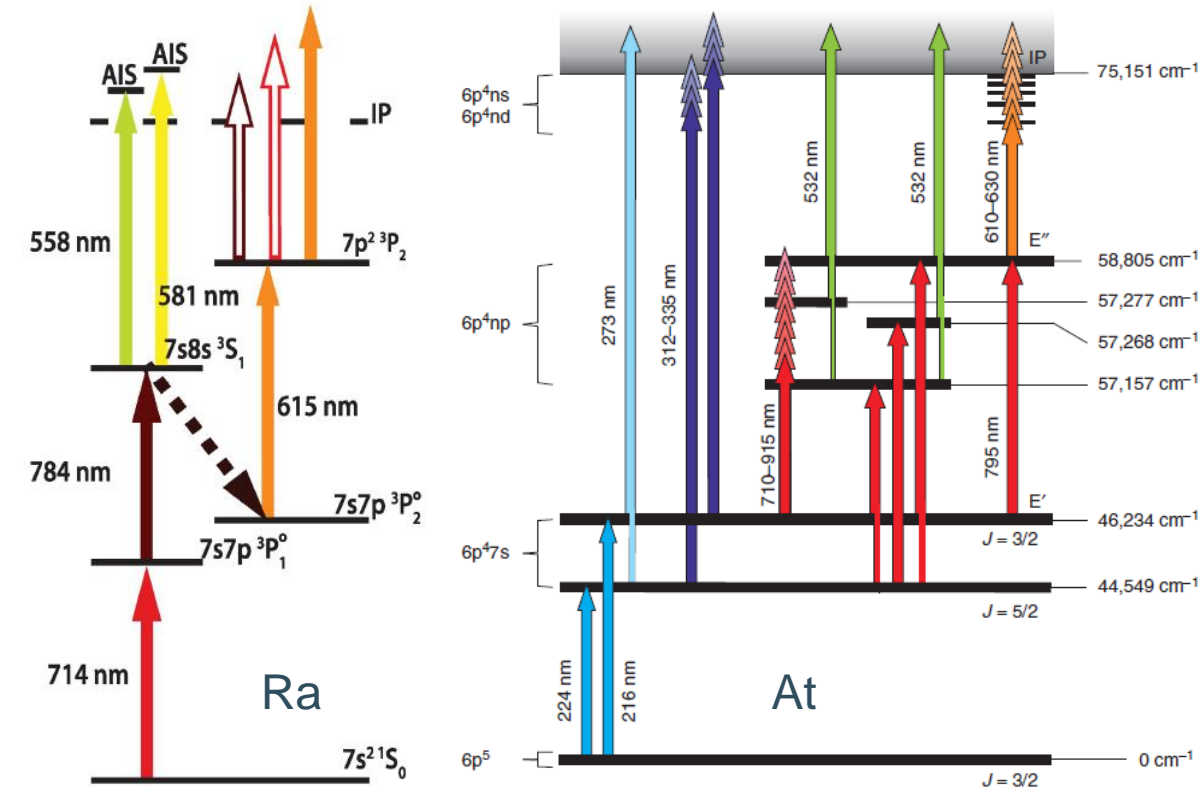 AIS
AIS
IP
7p² ³P₂
558 nm
581 nm
7s8s ³S₁
615 nm
784 nm
7s7p ³P°₂
7s7p ³P°₁
714 nm
Ra
7s² ¹S₀
IP
75,151 cm⁻¹
6p⁴ns
6p⁴nd
532 nm
532 nm
610–630 nm
E″
58,805 cm⁻¹
57,277 cm⁻¹
6p⁴np
273 nm
312–335 nm
57,268 cm⁻¹
57,157 cm⁻¹
710–915 nm
795 nm
E′
46,234 cm⁻¹
J = 3/2
6p⁴7s
44,549 cm⁻¹
J = 5/2
224 nm
216 nm
At
6p⁵
0 cm⁻¹
J = 3/2